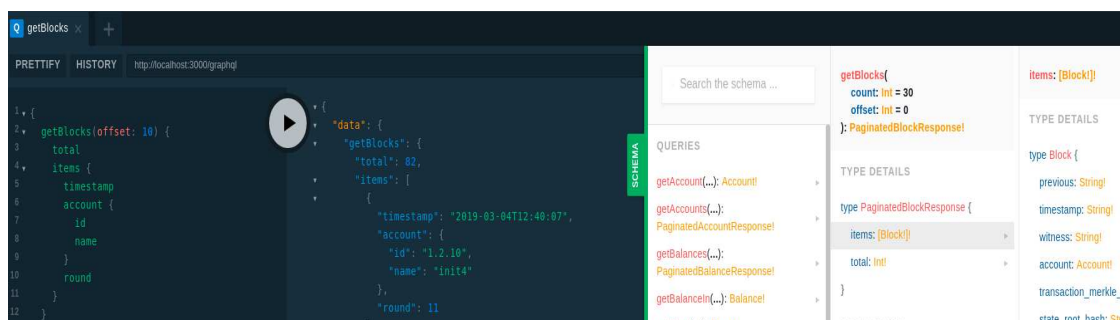 Q getBlocks × +
PRETTIFY HISTORY http://localhost:3000/graphql
1 {
2 getBlocks(offset: 10) {
3 total
4 items {
5 timestamp
6 account {
7 id
8 name
9 }
10 round
11 }
12 }
{
"data": {
"getBlocks": {
"total": 82,
"items": [
{
"timestamp": "2019-03-04T12:40:07",
"account": {
"id": "1.2.10",
"name": "init4"
},
"round": 11
SCHEMA
Search the schema ...
QUERIES
getAccount(...): Account!
getAccounts(...):
PaginatedAccountResponse!
getBalances(...):
PaginatedBalanceResponse!
getBalanceIn(...): Balance!
getBlocks(
count: Int = 30
offset: Int = 0
): PaginatedBlockResponse!
TYPE DETAILS
type PaginatedBlockResponse {
items: [Block!]!
total: Int!
}
items: [Block!]!
TYPE DETAILS
type Block {
previous: String!
timestamp: String!
witness: String!
account: Account!
transaction_merkle_
state_root_hash: St